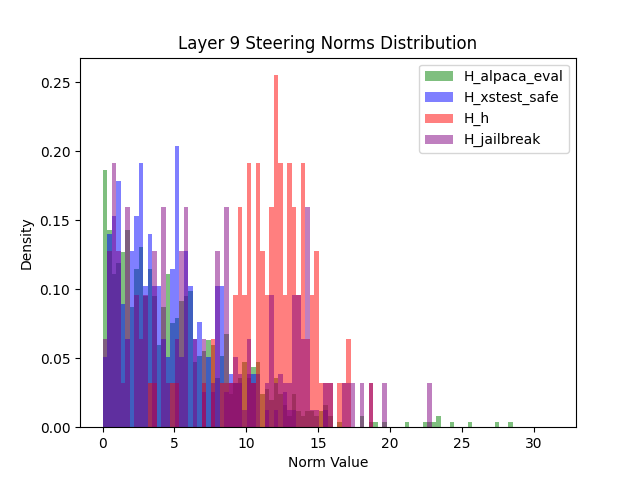 Layer 9 Steering Norms Distribution
H_alpaca_eval
H_xstest_safe
H_h
H_jailbreak
0.25
0.20
0.15
0.10
0.05
0.00
Density
0 5 10 15 20 25 30
Norm Value